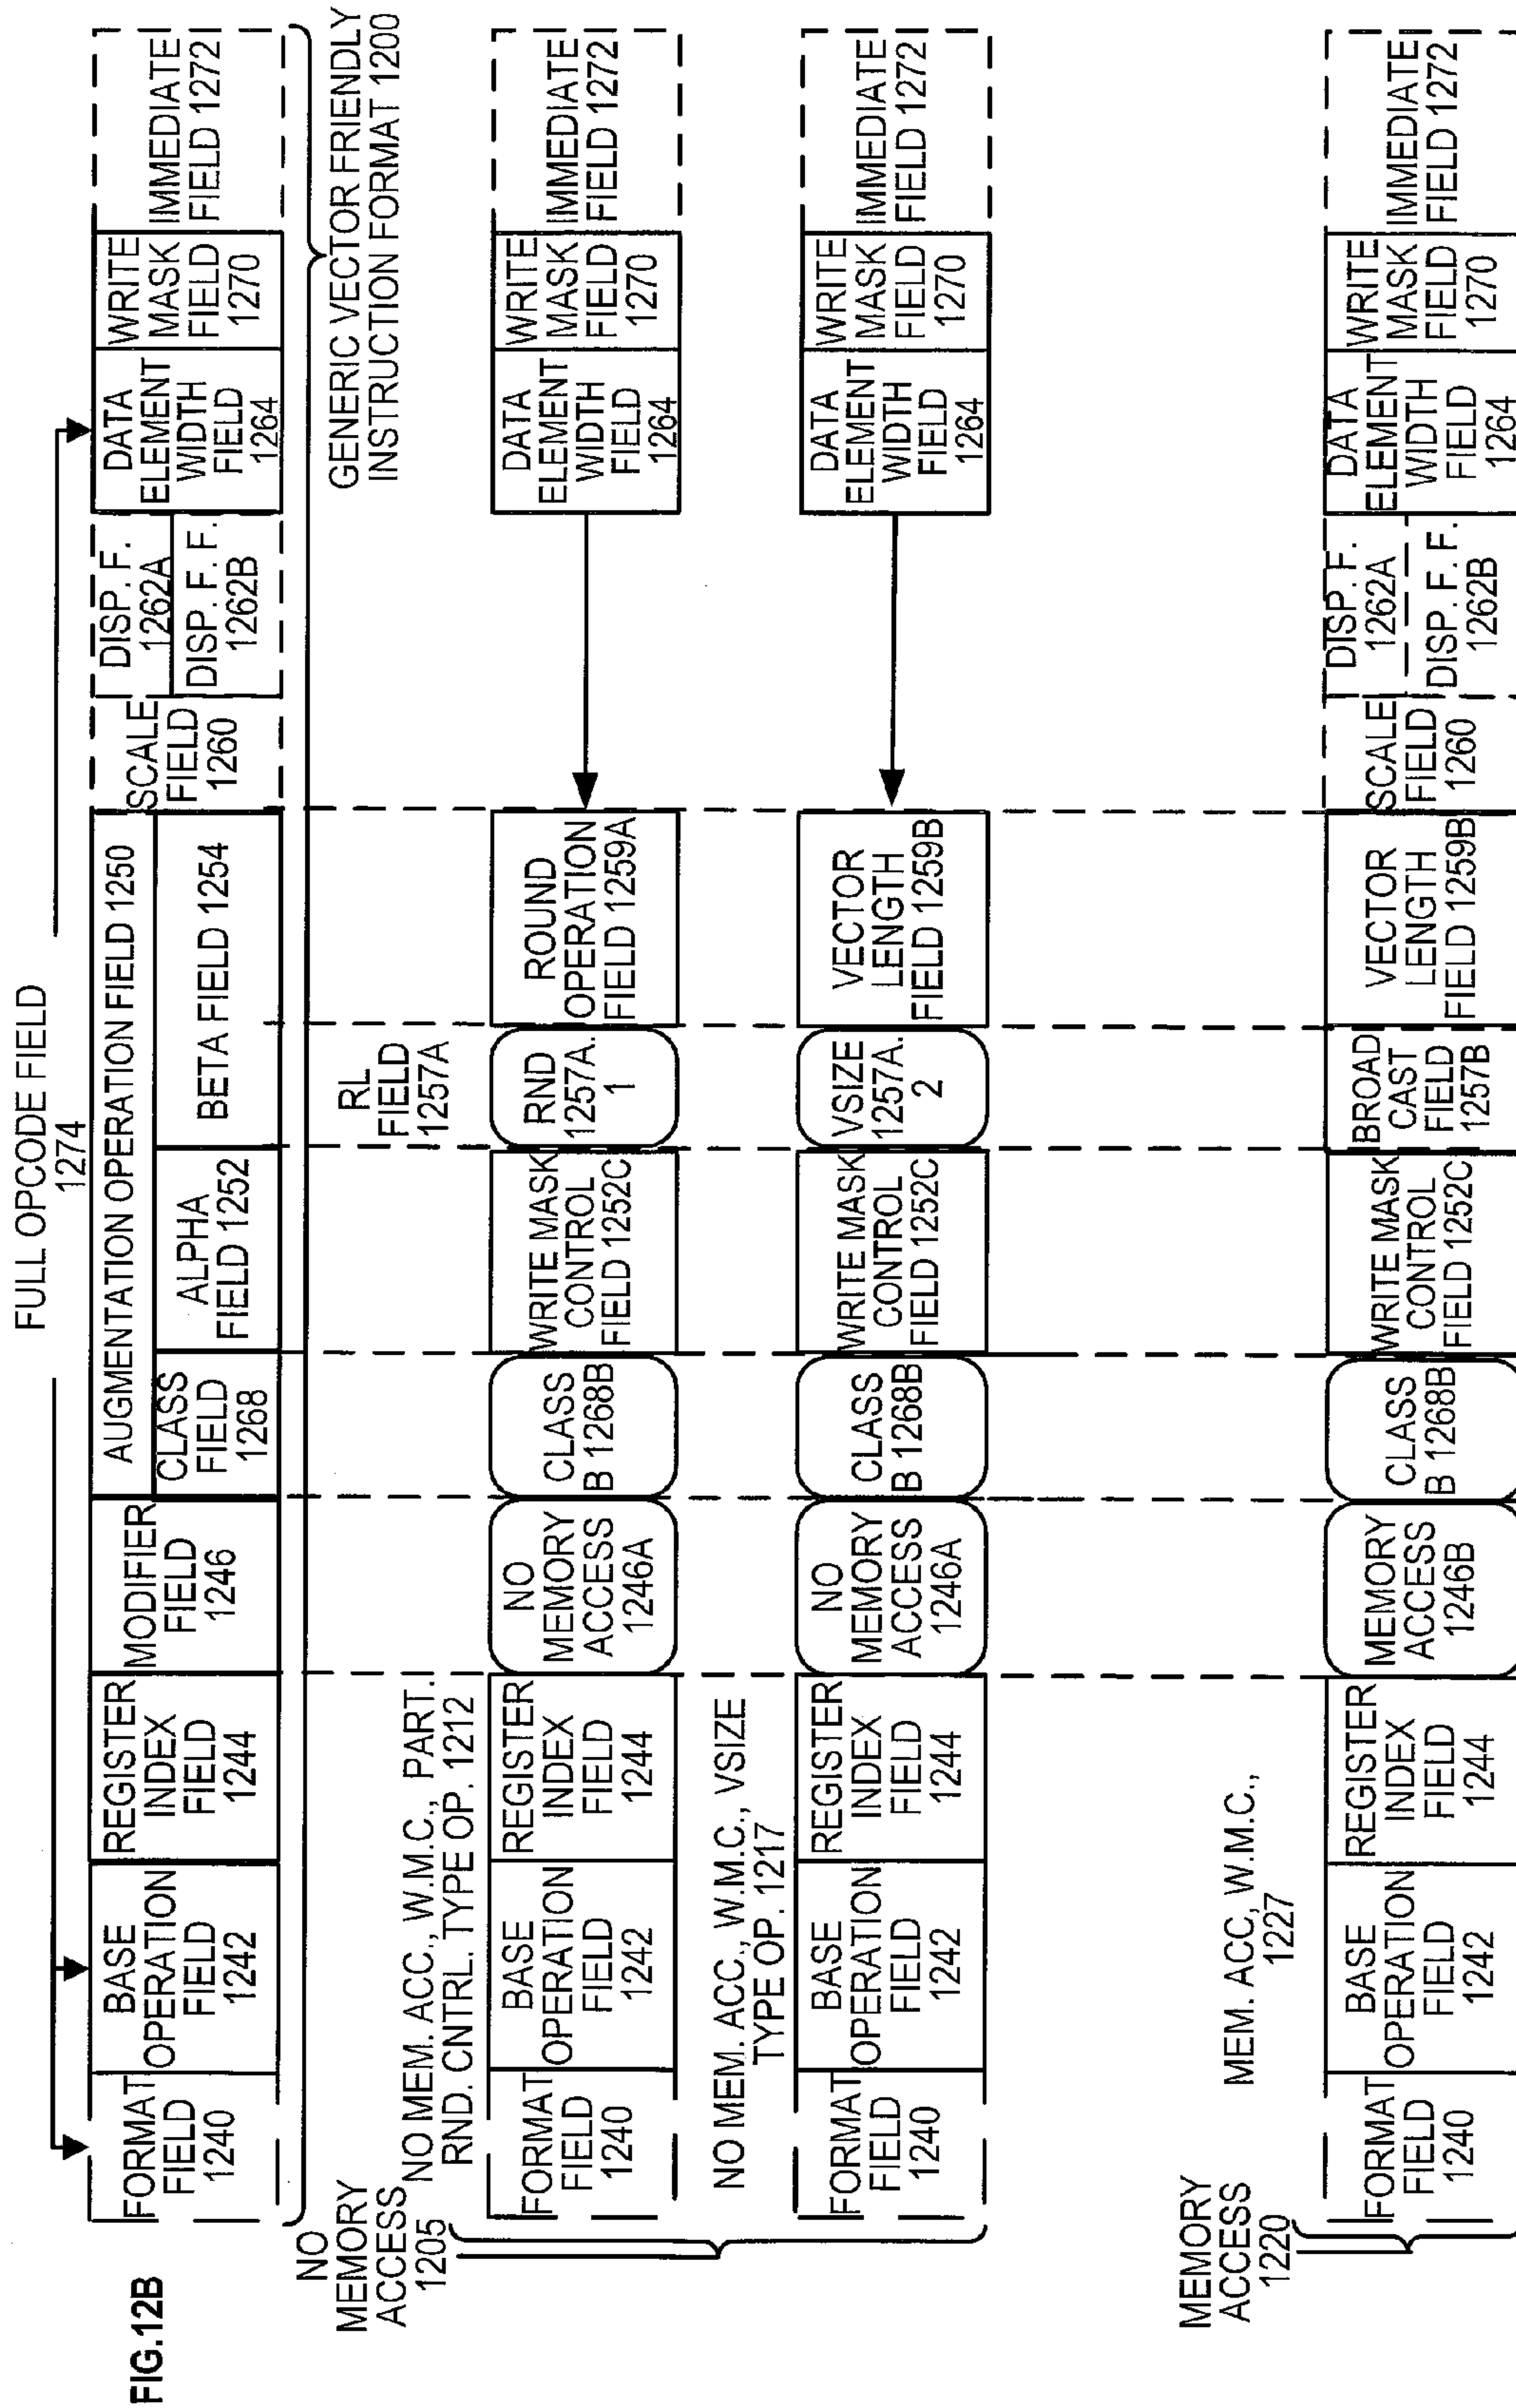 FIG.12B
FULL OPCODE FIELD
1274
FORMAT
FIELD
1240
BASE
OPERATION
FIELD
1242
REGISTER
INDEX
FIELD
1244
MODIFIER
FIELD
1246
AUGMENTATION OPERATION FIELD 1250
CLASS
FIELD
1268
ALPHA
FIELD 1252
BETA FIELD 1254
SCALE
FIELD
1260
DISP. F.
1262A
DISP. F. F.
1262B
DATA
ELEMENT
WIDTH
FIELD
1264
WRITE
MASK
FIELD
1270
IMMEDIATE
FIELD 1272
GENERIC VECTOR FRIENDLY
INSTRUCTION FORMAT 1200
NO
MEMORY
ACCESS
1205
NO MEM. ACC., W.M.C., PART.
RND. CNTRL. TYPE OP. 1212
RL
FIELD
1257A
FORMAT
FIELD
1240
BASE
OPERATION
FIELD
1242
REGISTER
INDEX
FIELD
1244
NO
MEMORY
ACCESS
1246A
CLASS
B 1268B
WRITE MASK
CONTROL
FIELD 1252C
RND
1257A.
1
ROUND
OPERATION
FIELD 1259A
DATA
ELEMENT
WIDTH
FIELD
1264
WRITE
MASK
FIELD
1270
IMMEDIATE
FIELD 1272
NO MEM. ACC., W.M.C., VSIZE
TYPE OP. 1217
FORMAT
FIELD
1240
BASE
OPERATION
FIELD
1242
REGISTER
INDEX
FIELD
1244
NO
MEMORY
ACCESS
1246A
CLASS
B 1268B
WRITE MASK
CONTROL
FIELD 1252C
VSIZE
1257A.
2
VECTOR
LENGTH
FIELD 1259B
DATA
ELEMENT
WIDTH
FIELD
1264
WRITE
MASK
FIELD
1270
IMMEDIATE
FIELD 1272
MEMORY
ACCESS
1220
MEM. ACC, W.M.C.,
1227
FORMAT
FIELD
1240
BASE
OPERATION
FIELD
1242
REGISTER
INDEX
FIELD
1244
MEMORY
ACCESS
1246B
CLASS
B 1268B
WRITE MASK
CONTROL
FIELD 1252C
BROAD
CAST
FIELD
1257B
VECTOR
LENGTH
FIELD 1259B
SCALE
FIELD
1260
DISP. F.
1262A
DISP. F. F.
1262B
DATA
ELEMENT
WIDTH
FIELD
1264
WRITE
MASK
FIELD
1270
IMMEDIATE
FIELD 1272